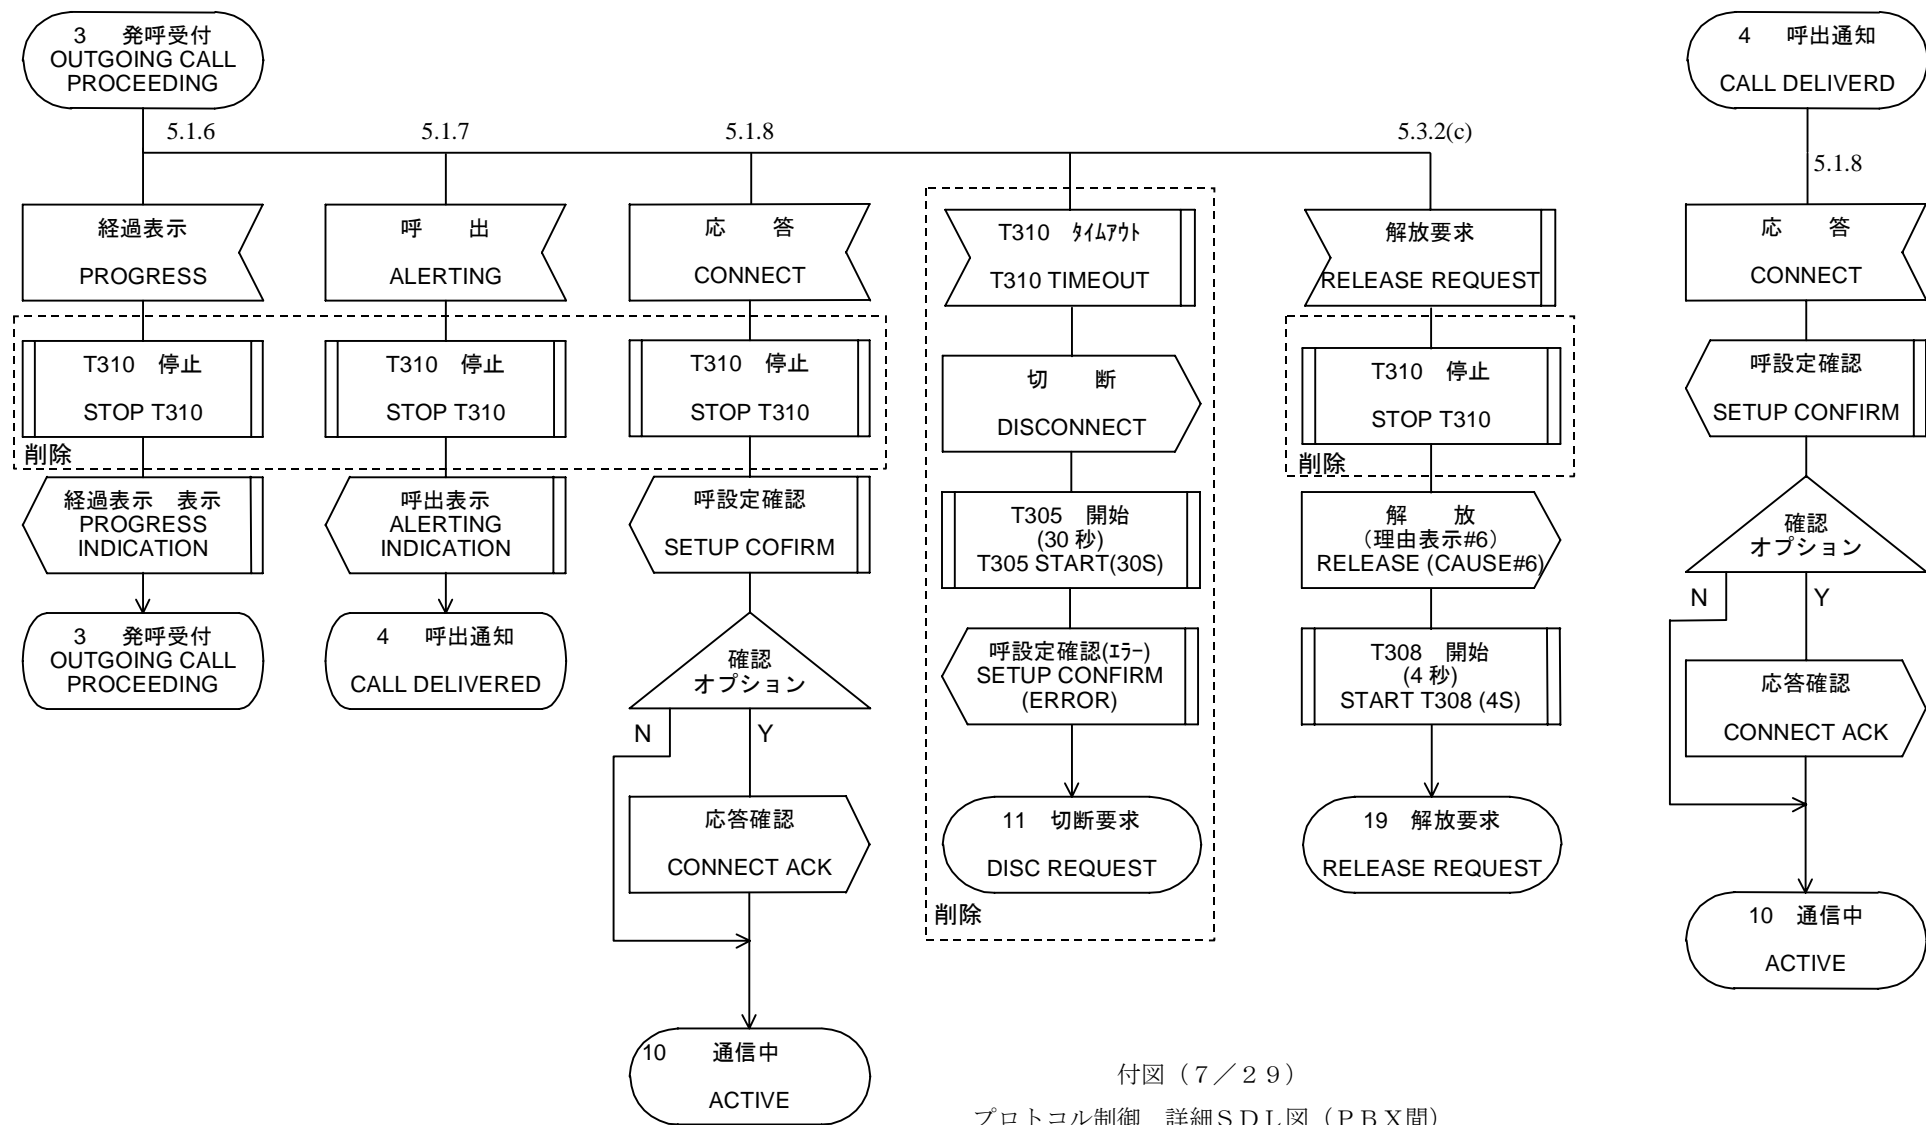 3 発呼受付
OUTGOING CALL
PROCEEDING
4 呼出通知
CALL DELIVERD
5.1.6
5.1.7
5.1.8
5.3.2(c)
5.1.8
経過表示
PROGRESS
呼 出
ALERTING
応 答
CONNECT
T310 ﾀｲﾑｱｳﾄ
T310 TIMEOUT
解放要求
RELEASE REQUEST
応 答
CONNECT
T310 停止
STOP T310
T310 停止
STOP T310
T310 停止
STOP T310
削除
切 断
DISCONNECT
T310 停止
STOP T310
削除
呼設定確認
SETUP CONFIRM
経過表示 表示
PROGRESS
INDICATION
呼出表示
ALERTING
INDICATION
呼設定確認
SETUP COFIRM
T305 開始
(30 秒)
T305 START(30S)
解 放
（理由表示#6）
RELEASE (CAUSE#6)
確認
オプション
N
Y
3 発呼受付
OUTGOING CALL
PROCEEDING
4 呼出通知
CALL DELIVERED
確認
オプション
N
Y
呼設定確認(ｴﾗｰ)
SETUP CONFIRM
(ERROR)
T308 開始
(4 秒)
START T308 (4S)
応答確認
CONNECT ACK
応答確認
CONNECT ACK
11 切断要求
DISC REQUEST
削除
19 解放要求
RELEASE REQUEST
10 通信中
ACTIVE
10 通信中
ACTIVE
付図（７／２９）
プロトコル制御 詳細ＳＤＬ図（ＰＢＸ間）